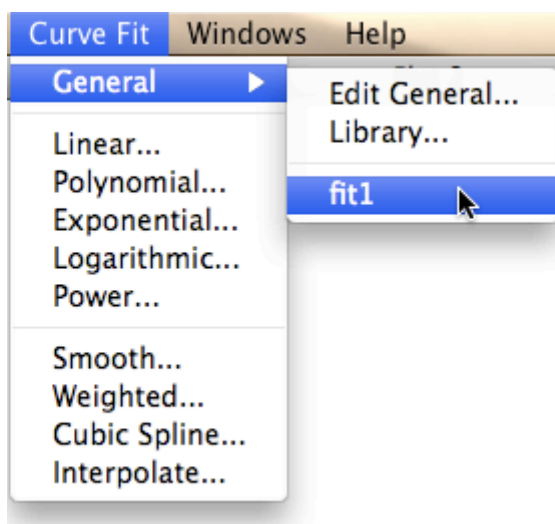 Curve Fit Windows Help
General
Linear...
Polynomial...
Exponential...
Logarithmic...
Power...
Smooth...
Weighted...
Cubic Spline...
Interpolate...
Edit General...
Library...
fit1